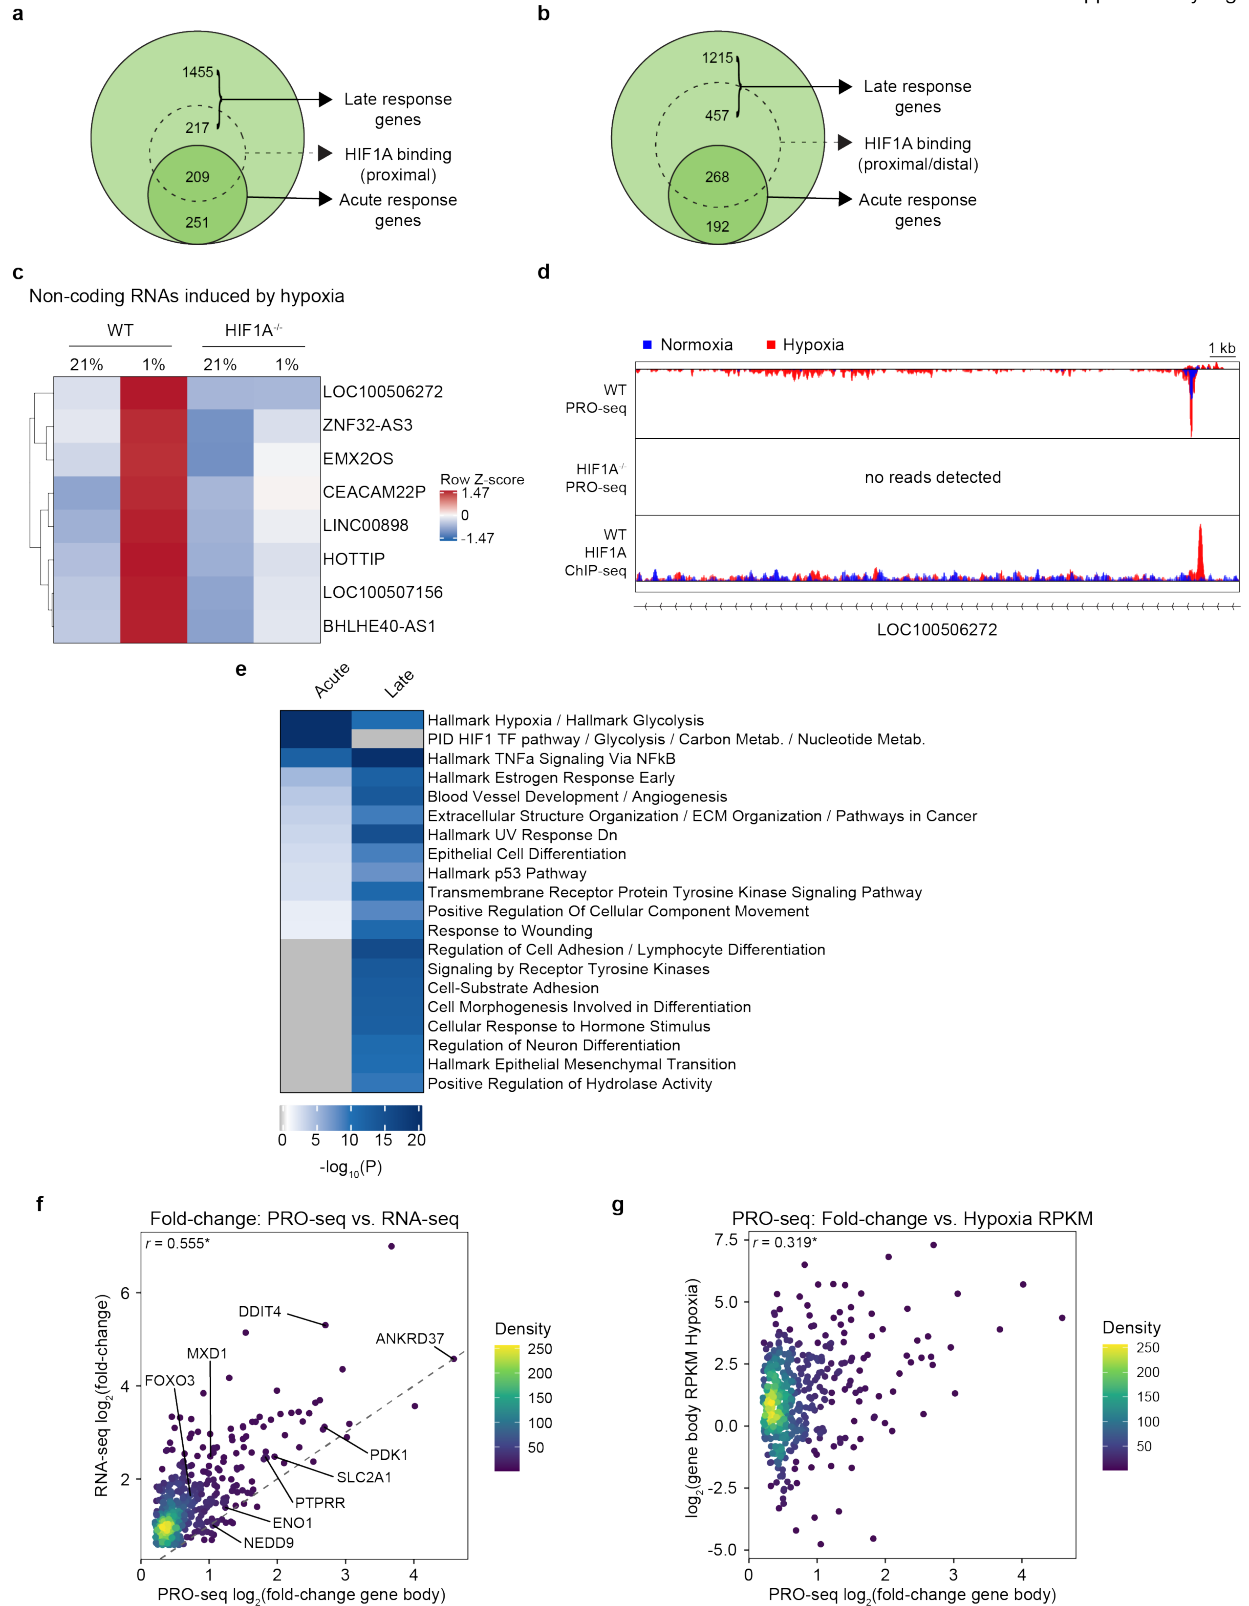 a
1455
217
209
251
Late response
genes
HIF1A binding
(proximal)
Acute response
genes
b
1215
457
268
192
Late response
genes
HIF1A binding
(proximal/distal)
Acute response
genes
c
Non-coding RNAs induced by hypoxia
WT
HIF1A-/-
21%
1%
21%
1%
LOC100506272
ZNF32-AS3
EMX2OS
CEACAM22P
LINC00898
HOTTIP
LOC100507156
BHLHE40-AS1
Row Z-score
1.47
0
-1.47
d
Normoxia
Hypoxia
1 kb
WT
PRO-seq
HIF1A-/-
PRO-seq
no reads detected
WT
HIF1A
ChIP-seq
LOC100506272
e
Acute
Late
Hallmark Hypoxia / Hallmark Glycolysis
PID HIF1 TF pathway / Glycolysis / Carbon Metab. / Nucleotide Metab.
Hallmark TNFa Signaling Via NFkB
Hallmark Estrogen Response Early
Blood Vessel Development / Angiogenesis
Extracellular Structure Organization / ECM Organization / Pathways in Cancer
Hallmark UV Response Dn
Epithelial Cell Differentiation
Hallmark p53 Pathway
Transmembrane Receptor Protein Tyrosine Kinase Signaling Pathway
Positive Regulation Of Cellular Component Movement
Response to Wounding
Regulation of Cell Adhesion / Lymphocyte Differentiation
Signaling by Receptor Tyrosine Kinases
Cell-Substrate Adhesion
Cell Morphogenesis Involved in Differentiation
Cellular Response to Hormone Stimulus
Regulation of Neuron Differentiation
Hallmark Epithelial Mesenchymal Transition
Positive Regulation of Hydrolase Activity
0 5 10 15 20
-log10(P)
f
Fold-change: PRO-seq vs. RNA-seq
r = 0.555*
RNA-seq log2(fold-change)
6
4
2
DDIT4
ANKRD37
MXD1
FOXO3
PDK1
SLC2A1
PTPRR
ENO1
NEDD9
0 1 2 3 4
PRO-seq log2(fold-change gene body)
Density
250
200
150
100
50
g
PRO-seq: Fold-change vs. Hypoxia RPKM
r = 0.319*
log2(gene body RPKM Hypoxia)
7.5
5.0
2.5
0.0
-2.5
-5.0
0 1 2 3 4
PRO-seq log2(fold-change gene body)
Density
250
200
150
100
50